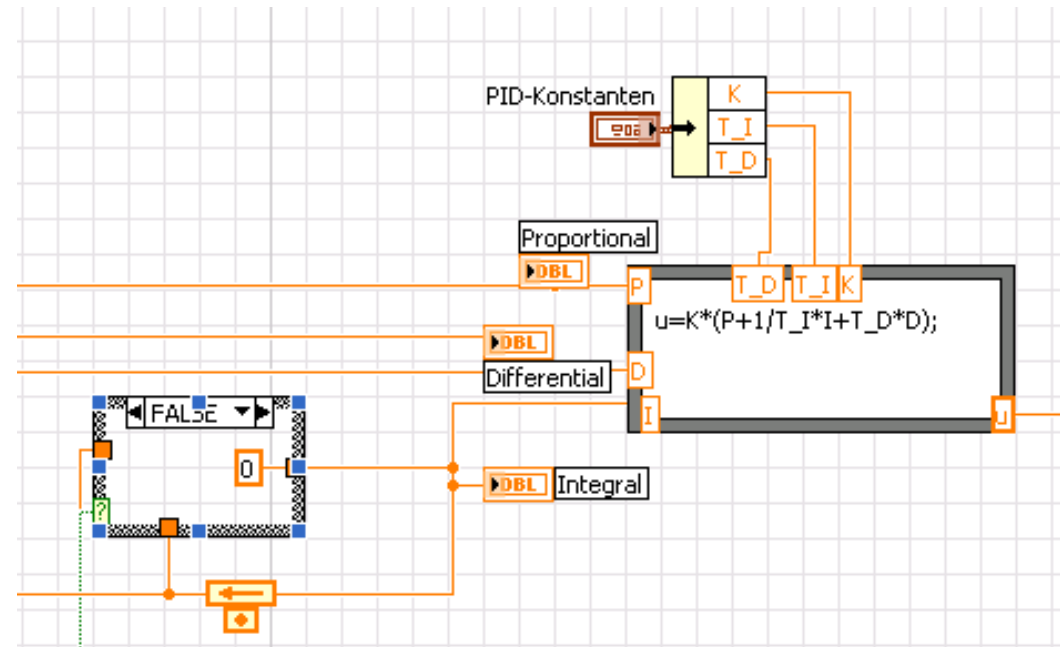 PID-Konstanten
K
T_I
T_D
Proportional
DBL
P
T_D T_I K
u=K*(P+1/T_I*I+T_D*D);
DBL
Differential
D
FALSE
I
u
0
DBL
Integral
?